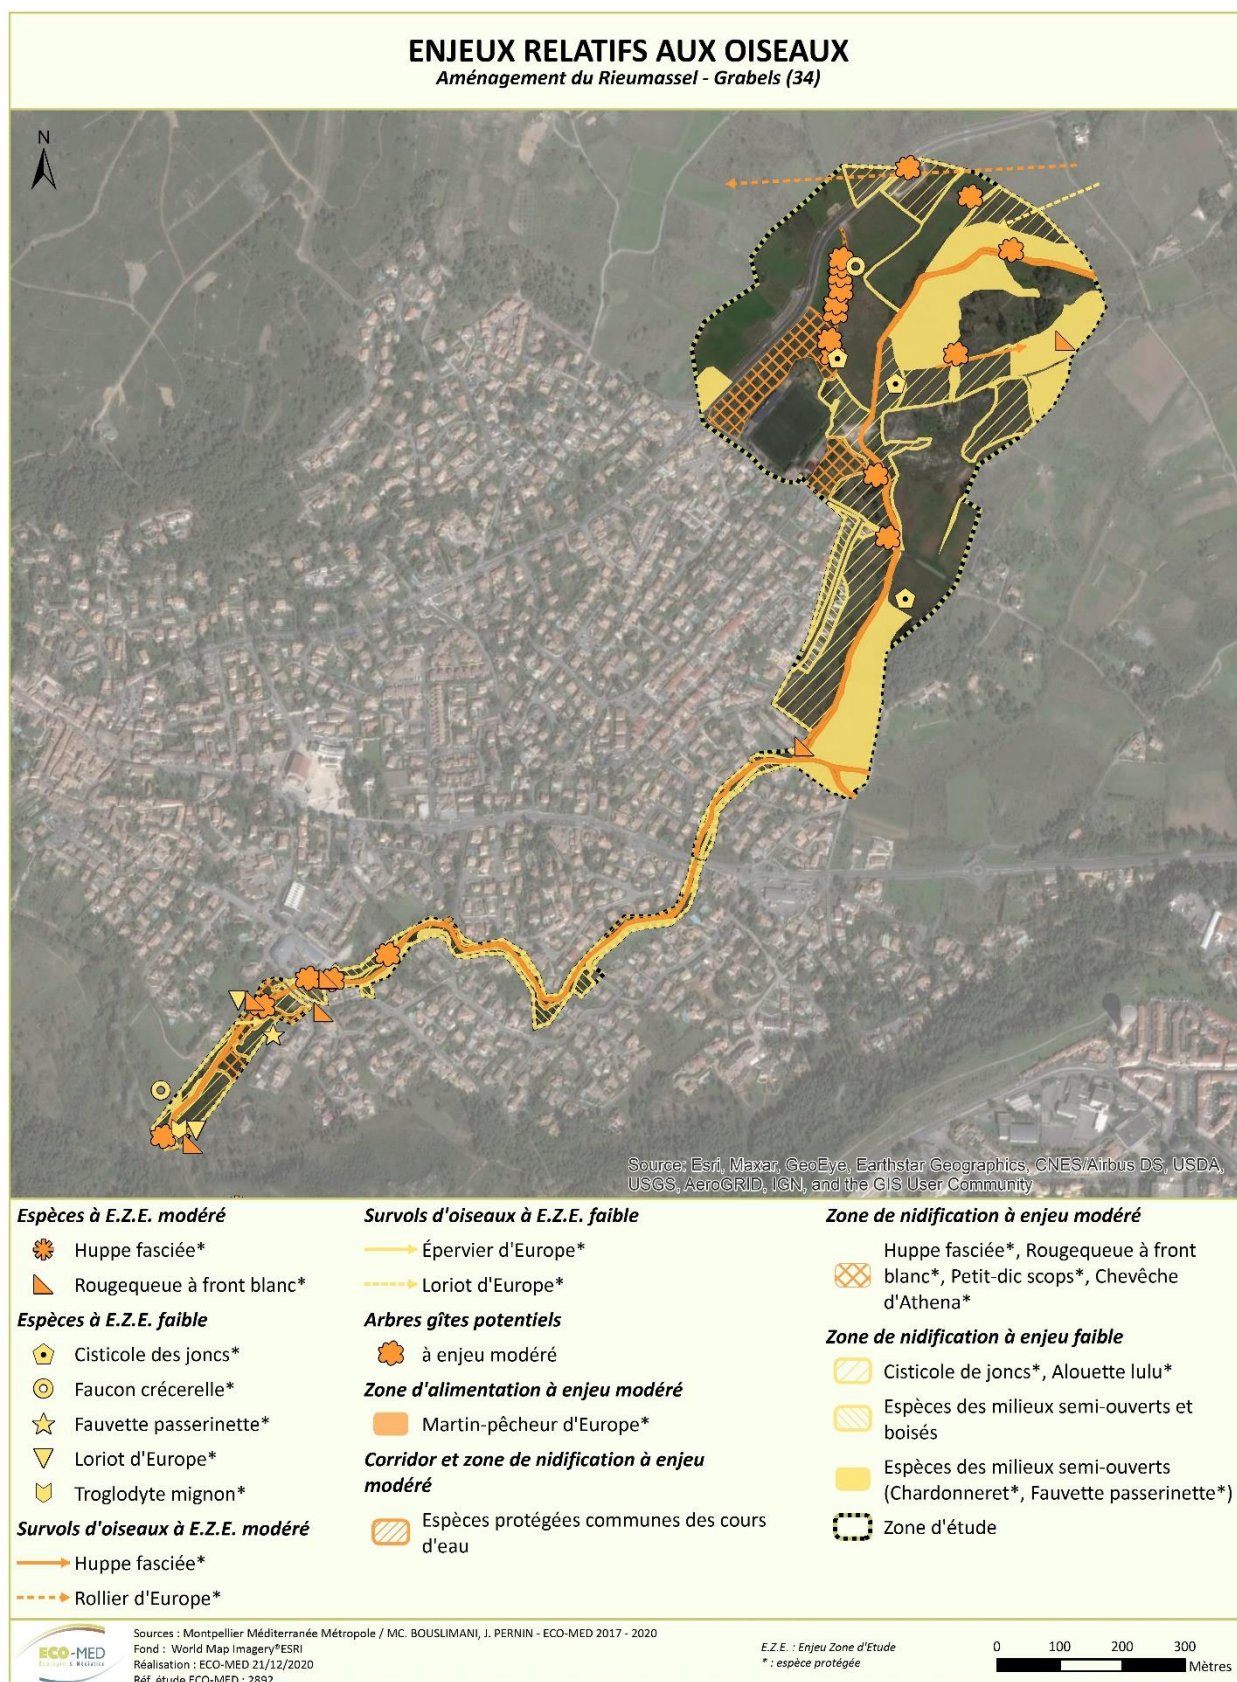 ENJEUX RELATIFS AUX OISEAUX
Aménagement du Rieumassel - Grabels (34)
N
Source: Esri, Maxar, GeoEye, Earthstar Geographics, CNES/Airbus DS, USDA,
USGS, AeroGRID, IGN, and the GIS User Community
Espèces à E.Z.E. modéré
Huppe fasciée*
Rougequeue à front blanc*
Espèces à E.Z.E. faible
Cisticole des joncs*
Faucon crécerelle*
Fauvette passerinette*
Loriot d'Europe*
Troglodyte mignon*
Survols d'oiseaux à E.Z.E. modéré
Huppe fasciée*
Rollier d'Europe*
Survols d'oiseaux à E.Z.E. faible
Épervier d'Europe*
Loriot d'Europe*
Arbres gîtes potentiels
à enjeu modéré
Zone d'alimentation à enjeu modéré
Martin-pêcheur d'Europe*
Corridor et zone de nidification à enjeu
modéré
Espèces protégées communes des cours
d'eau
Zone de nidification à enjeu modéré
Huppe fasciée*, Rougequeue à front
blanc*, Petit-dic scops*, Chevêche
d'Athena*
Zone de nidification à enjeu faible
Cisticole de joncs*, Alouette lulu*
Espèces des milieux semi-ouverts et
boisés
Espèces des milieux semi-ouverts
(Chardonneret*, Fauvette passerinette*)
Zone d'étude
ECO-MED
Ecologie & Médiation
Sources : Montpellier Méditerranée Métropole / MC. BOUSLIMANI, J. PERNIN - ECO-MED 2017 - 2020
Fond : World Map Imagery®ESRI
Réalisation : ECO-MED 21/12/2020
Réf. étude ECO-MED : 2892
E.Z.E. : Enjeu Zone d'Etude
* : espèce protégée
0 100 200 300
Mètres